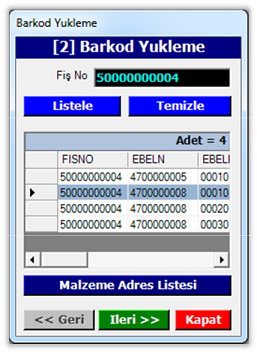 Barkod Yukleme
[2] Barkod Yukleme
Fiş No 50000000004
Listele Temizle
Adet = 4
FISNO EBELN EBELI
50000000004 4700000005 00010
50000000004 4700000008 00010
50000000004 4700000008 00020
50000000004 4700000008 00030
Malzeme Adres Listesi
<< Geri Ileri >> Kapat